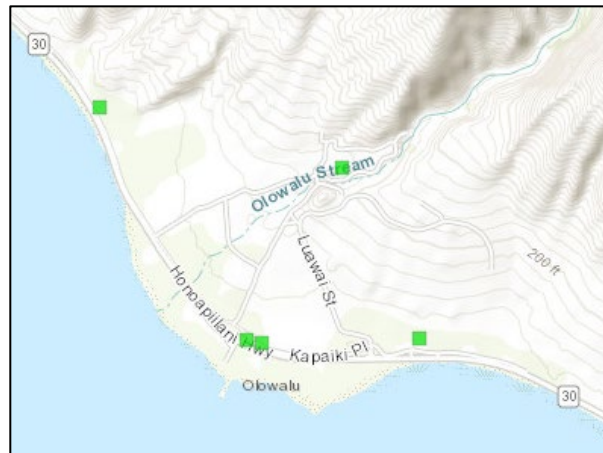 30
Olowalu Stream
Luawai St
200 ft
Honoapiilani Hwy
Kapaiki Pl
Olowalu
30